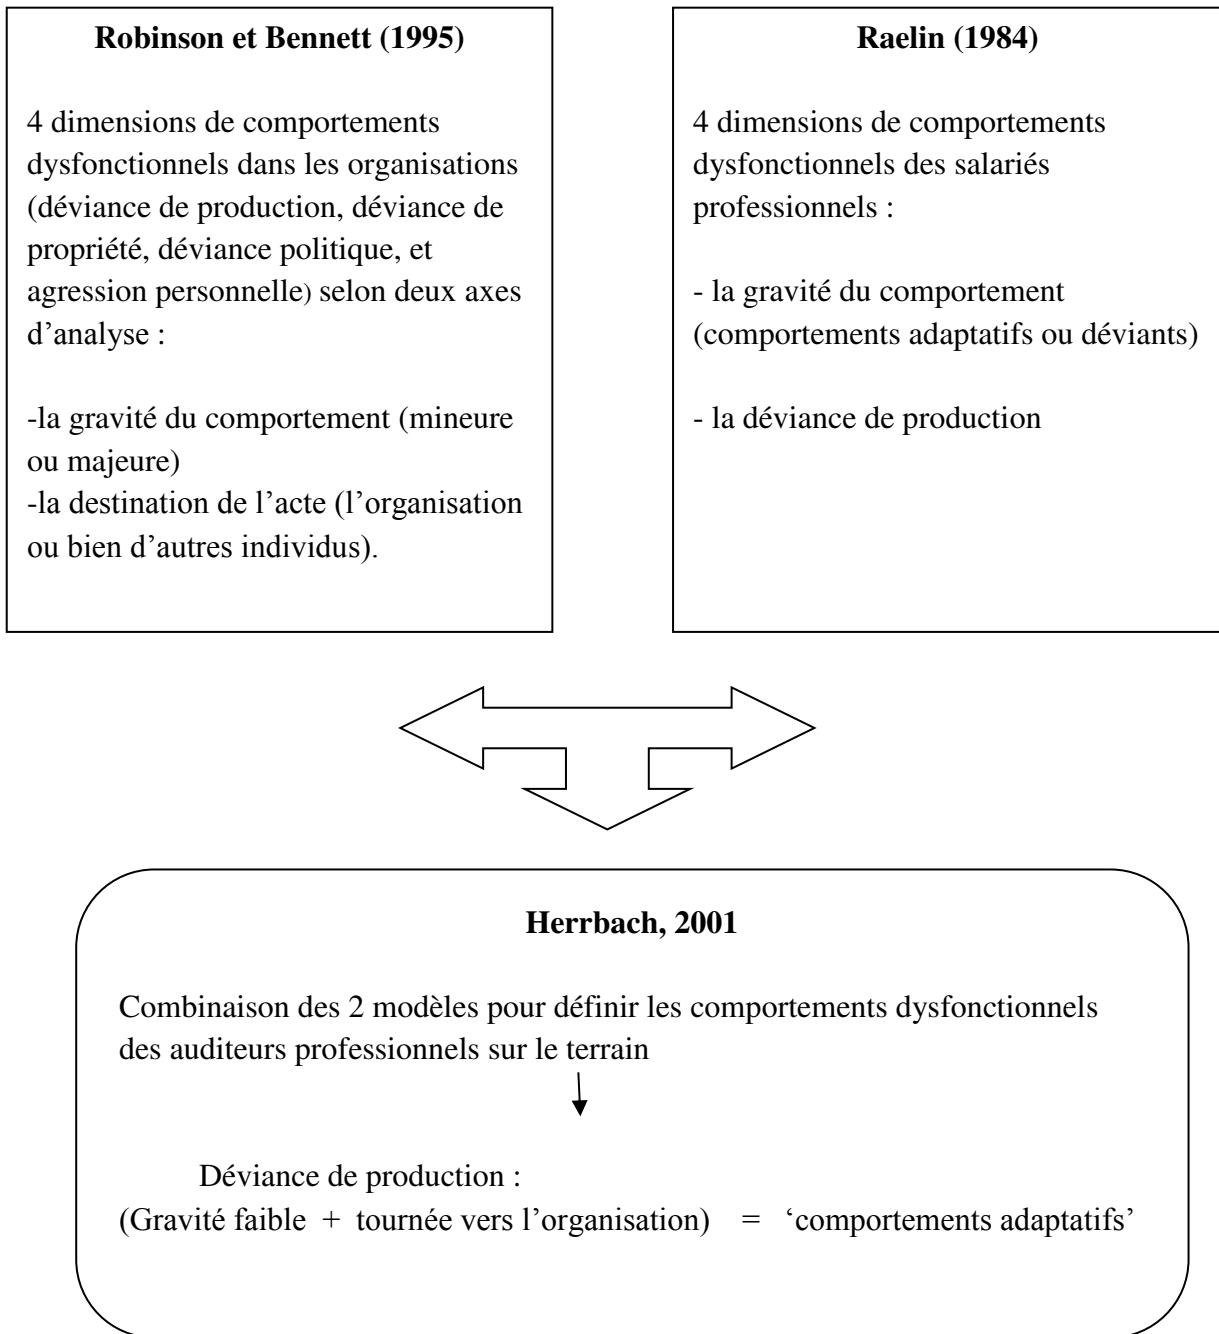 Robinson et Bennett (1995)
4 dimensions de comportements
dysfonctionnels dans les organisations
(déviance de production, déviance de
propriété, déviance politique, et
agression personnelle) selon deux axes
d’analyse :
-la gravité du comportement (mineure
ou majeure)
-la destination de l’acte (l’organisation
ou bien d’autres individus).
Raelin (1984)
4 dimensions de comportements
dysfonctionnels des salariés
professionnels :
- la gravité du comportement
(comportements adaptatifs ou déviants)
- la déviance de production
Herrbach, 2001
Combinaison des 2 modèles pour définir les comportements dysfonctionnels
des auditeurs professionnels sur le terrain
Déviance de production :
(Gravité faible + tournée vers l’organisation) = ‘comportements adaptatifs’